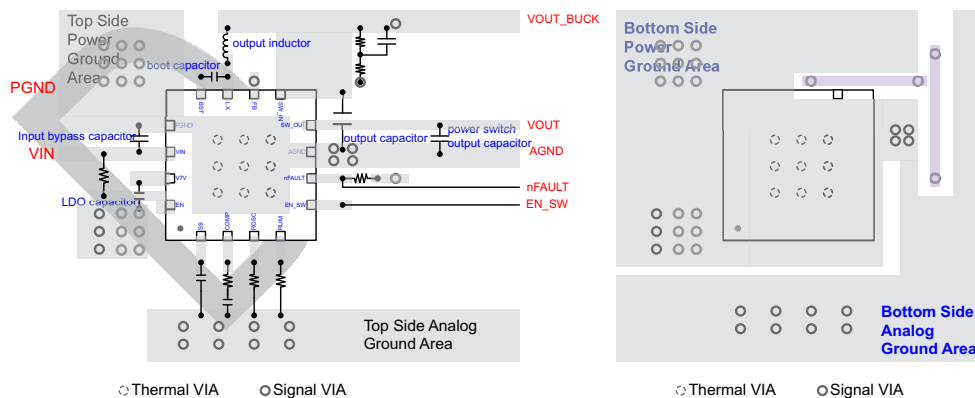 Top Side
Power
Ground
Area
VOUT_BUCK
output inductor
boot capacitor
PGND
BST
LX
FB
SW_IN
PGND
SW_OUT
VOUT
Input bypass capacitor
output capacitor
power switch
output capacitor
VIN
VIN
AGND
AGND
V7V
nFAULT
nFAULT
LDO capacitor
EN
EN_SW
EN_SW
SS
COMP
ROSC
RLIM
Top Side Analog
Ground Area
Thermal VIA
Signal VIA
Bottom Side
Power
Ground Area
Bottom Side
Analog
Ground Area
Thermal VIA
Signal VIA